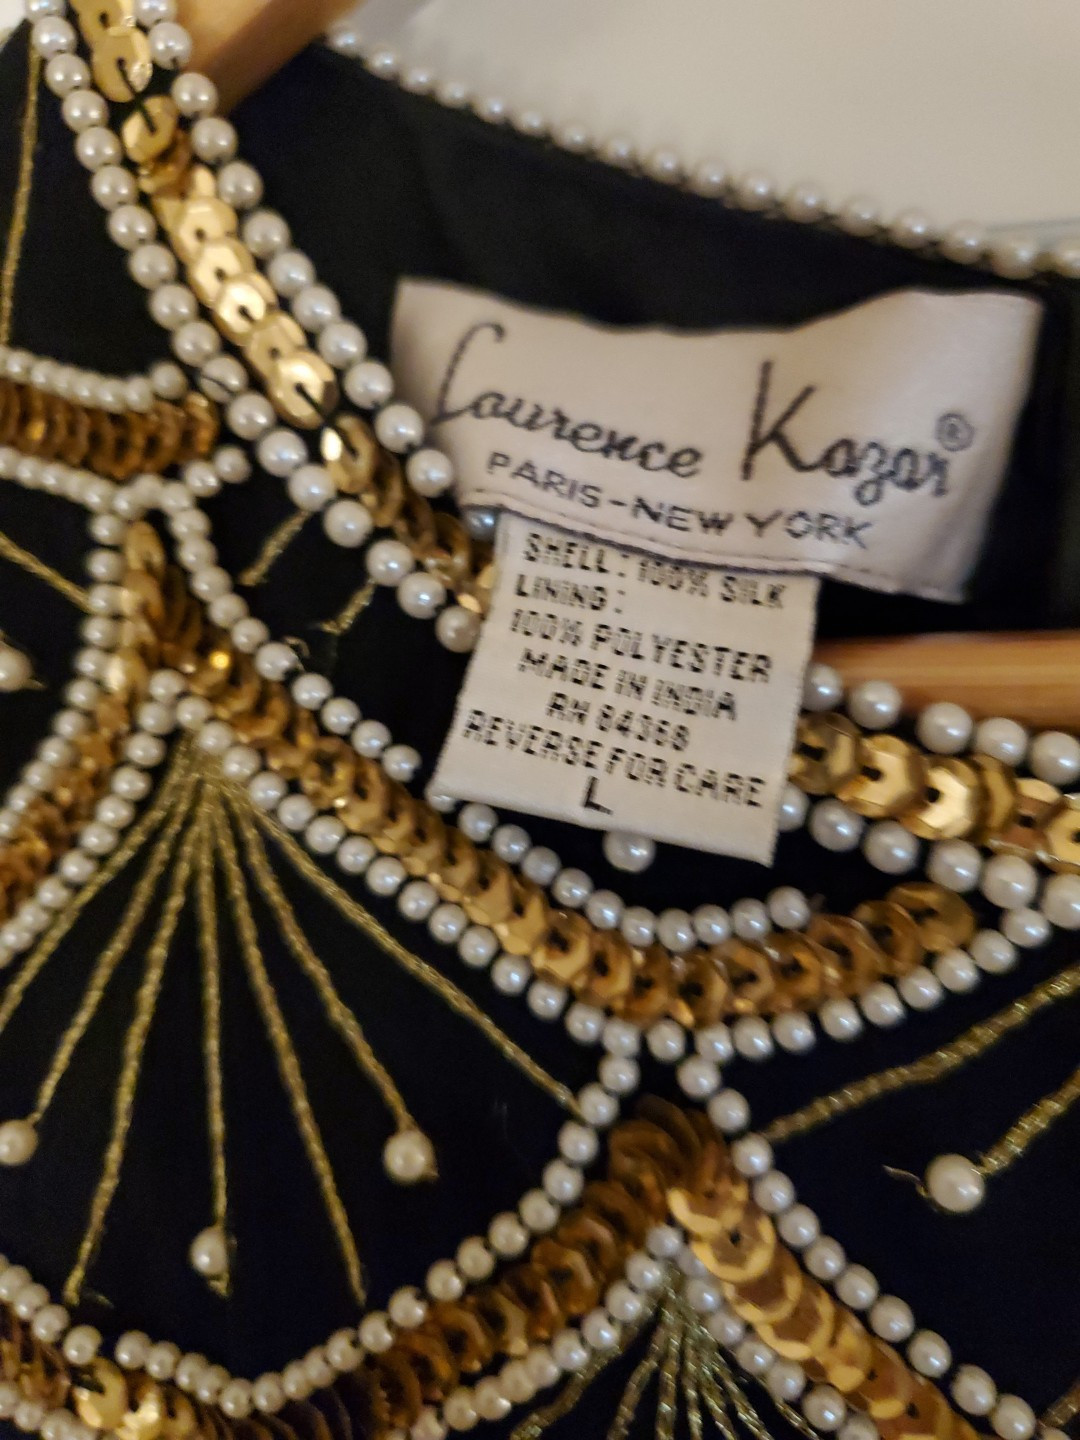 Laurence Kazar®
PARIS-NEW YORK
SHELL: 100% SILK
LINING:
100% POLYESTER
MADE IN INDIA
RN 84368
REVERSE FOR CARE
L